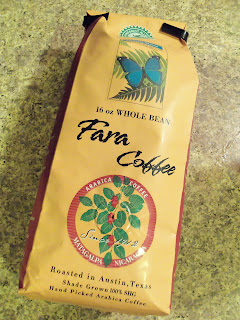 16 oz WHOLE BEAN
Fara
Coffee
ARABICA COFFEE
Since
MATAGALPA NICARAGUA
Roasted in Austin, Texas
Shade Grown 100% SHG
Hand Picked Arabica Coffee